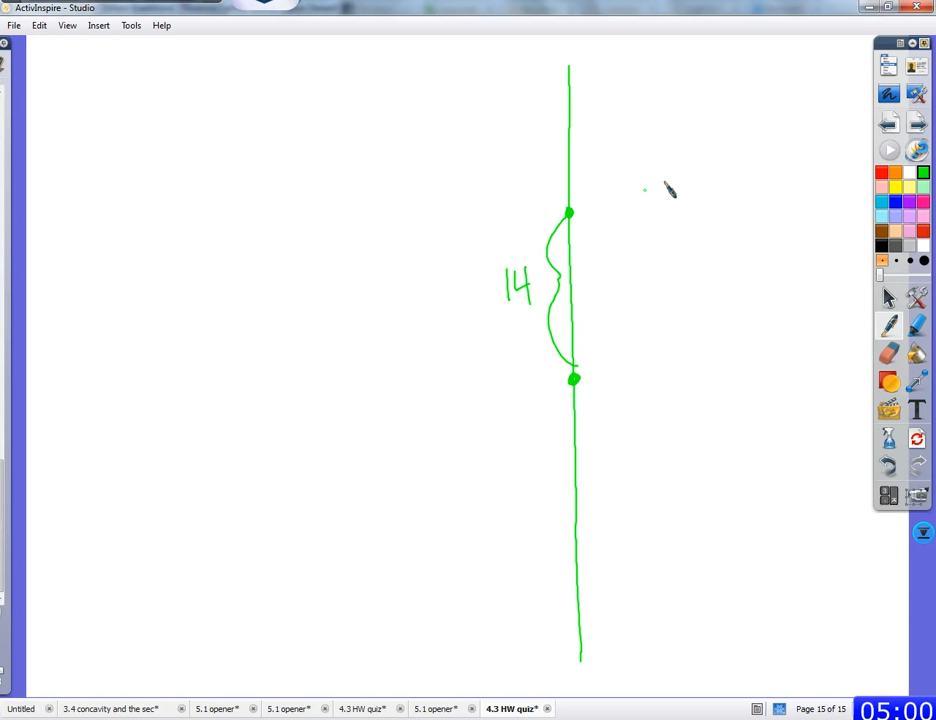 ActivInspire - Studio
File Edit View Insert Tools Help
14
T
Untitled 3.4 concavity and the sec* 5.1 opener* 5.1 opener* 4.3 HW quiz* 5.1 opener* 4.3 HW quiz* Page 15 of 15 05:00